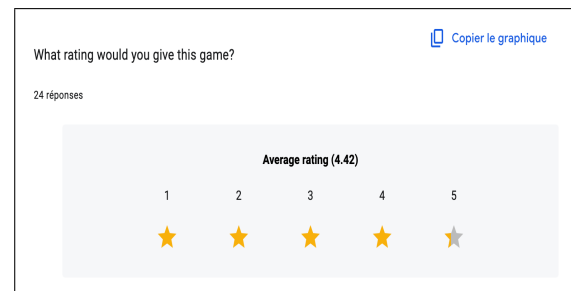 Copier le graphique
What rating would you give this game?
24 réponses
Average rating (4.42)
1 2 3 4 5